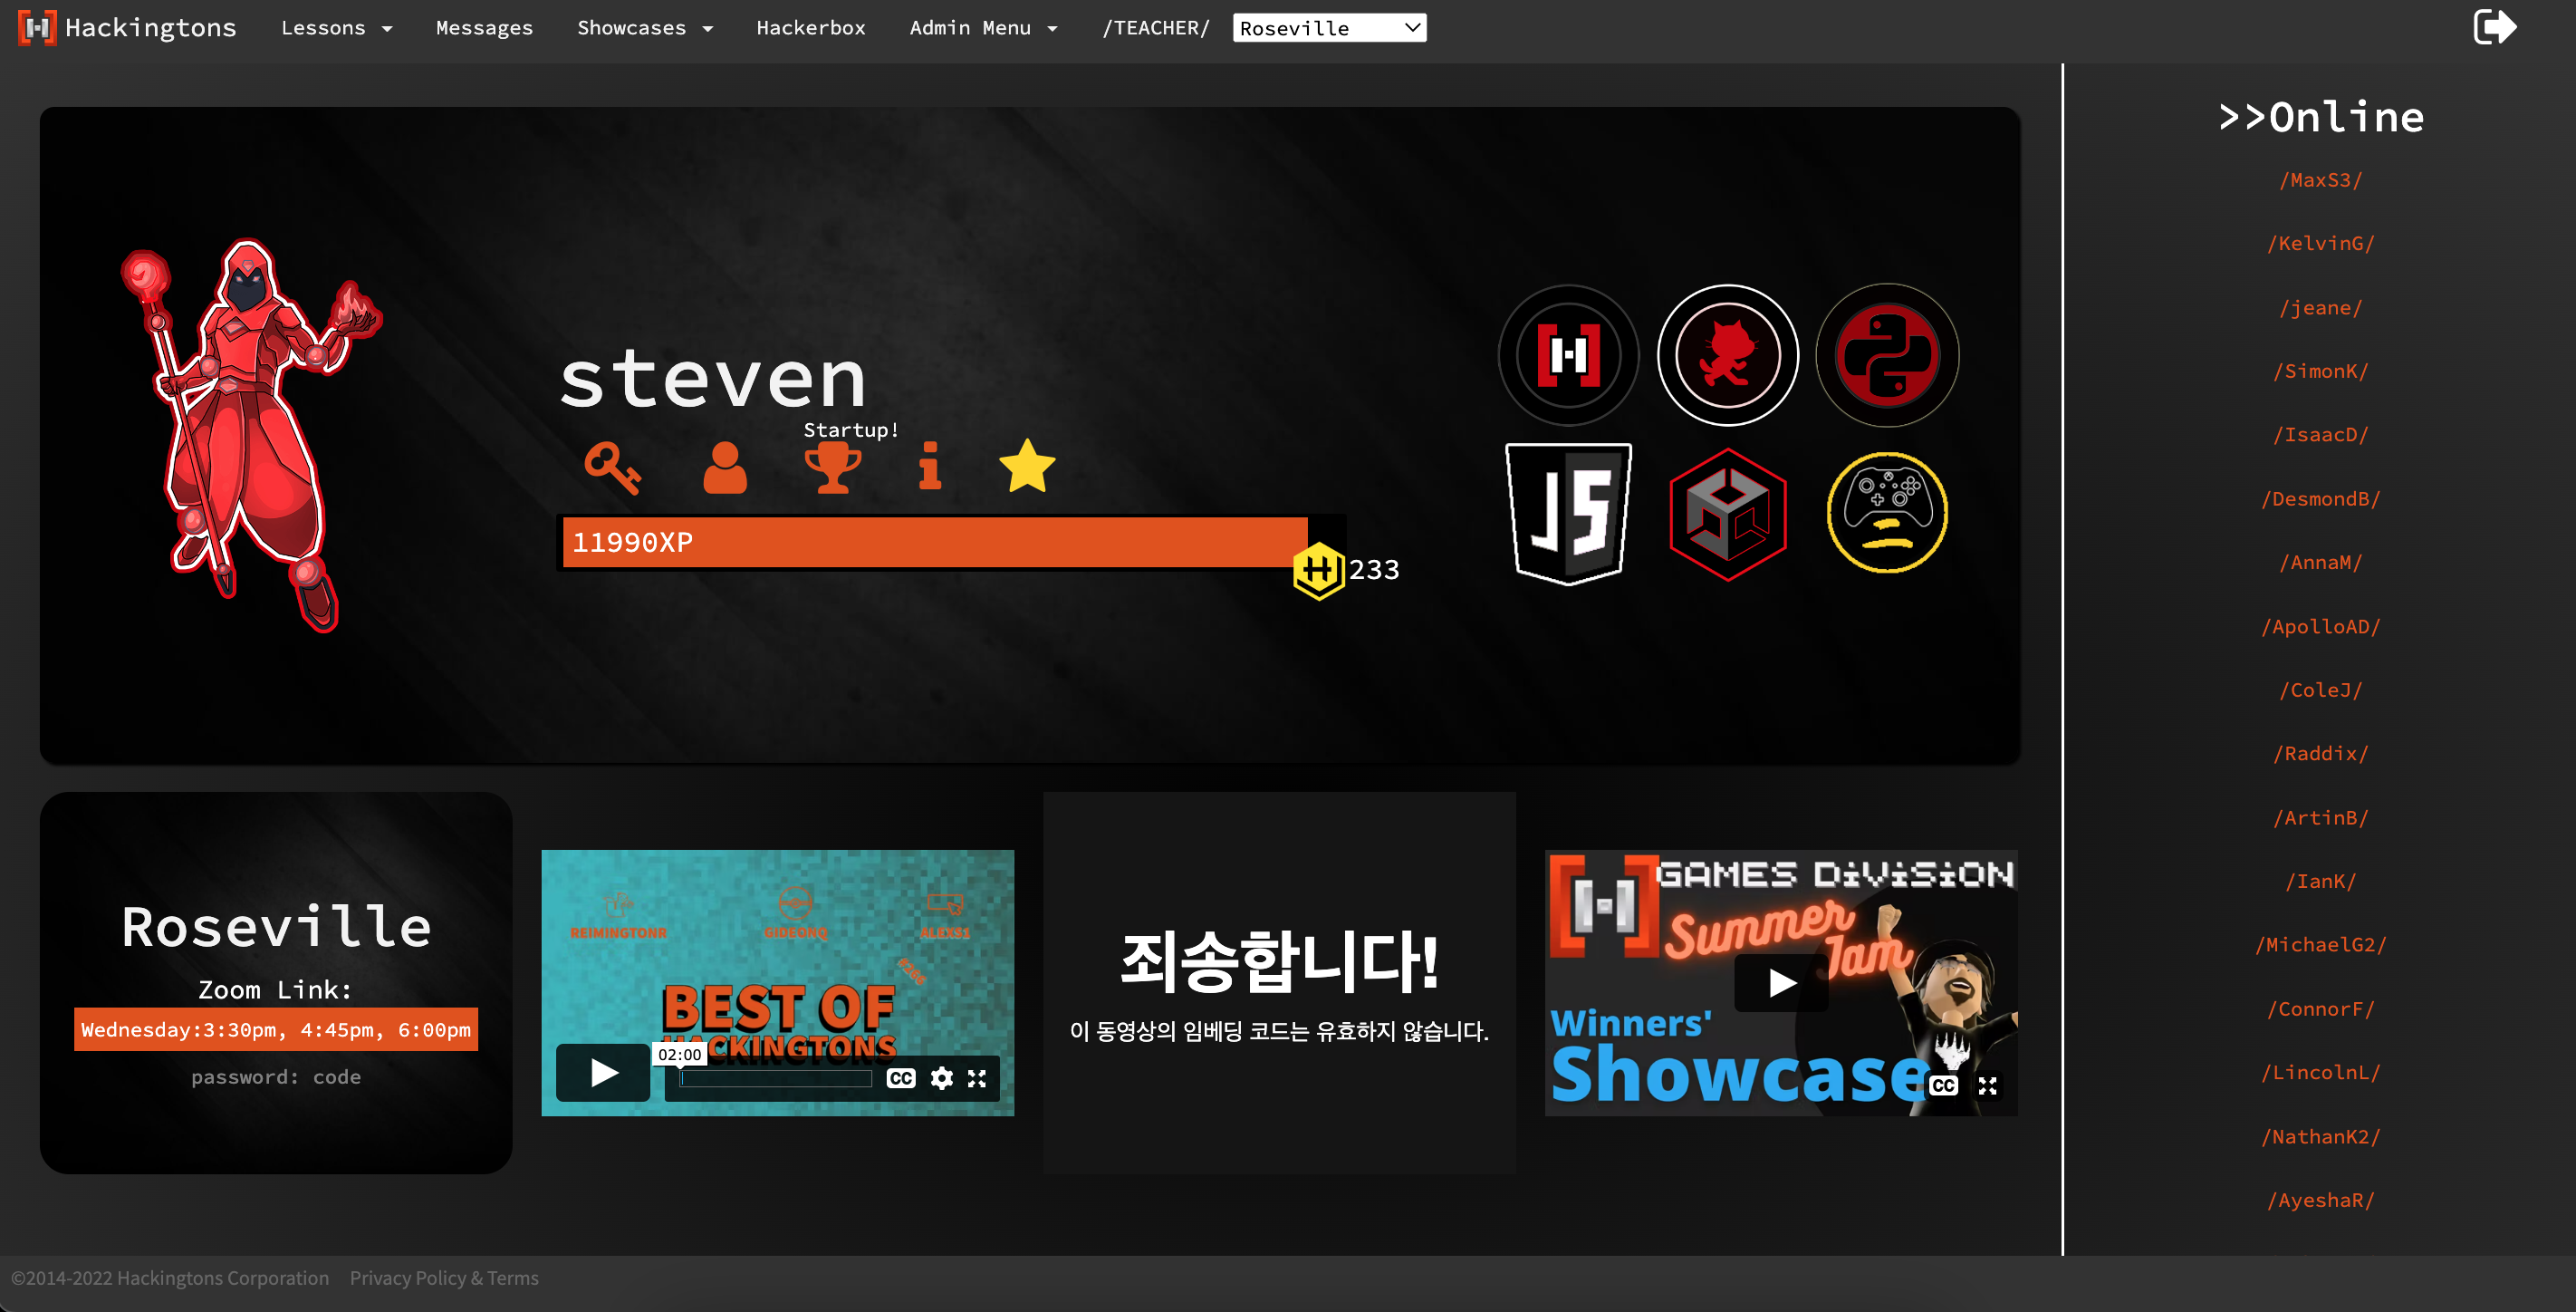 Hackingtons Lessons Messages Showcases Hackerbox Admin Menu /TEACHER/ Roseville
steven
Startup!
11990XP
233
JS
Roseville
Zoom Link:
Wednesday:3:30pm, 4:45pm, 6:00pm
password: code
REIMINGTONR GIDEONQ ALEXS1
BEST OF
HACKINGTONS
02:00
CC
죄송합니다!
이 동영상의 임베딩 코드는 유효하지 않습니다.
GAMES DiViSiON
Summer
Jam
Winners'
Showcase
CC
>>Online
/MaxS3/
/KelvinG/
/jeane/
/SimonK/
/IsaacD/
/DesmondB/
/AnnaM/
/ApolloAD/
/ColeJ/
/Raddix/
/ArtinB/
/IanK/
/MichaelG2/
/ConnorF/
/LincolnL/
/NathanK2/
/AyeshaR/
©2014-2022 Hackingtons Corporation Privacy Policy & Terms